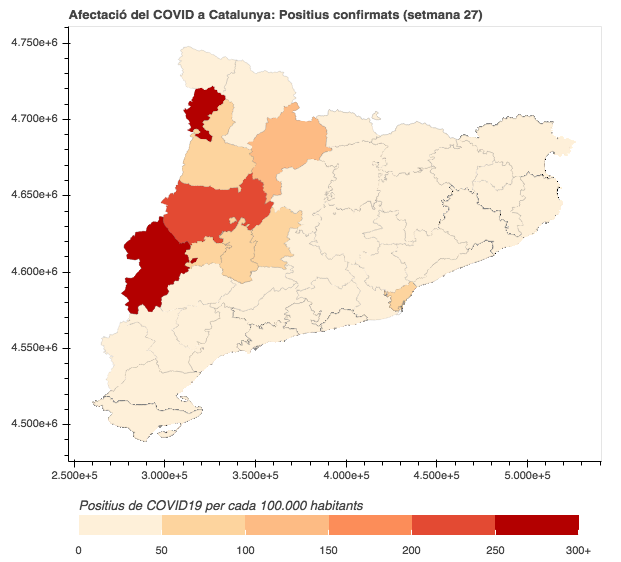 Afectació del COVID a Catalunya: Positius confirmats (setmana 27)
4.750e+6
4.700e+6
4.650e+6
4.600e+6
4.550e+6
4.500e+6
2.500e+5 3.000e+5 3.500e+5 4.000e+5 4.500e+5 5.000e+5
Positius de COVID19 per cada 100.000 habitants
0 50 100 150 200 250 300+